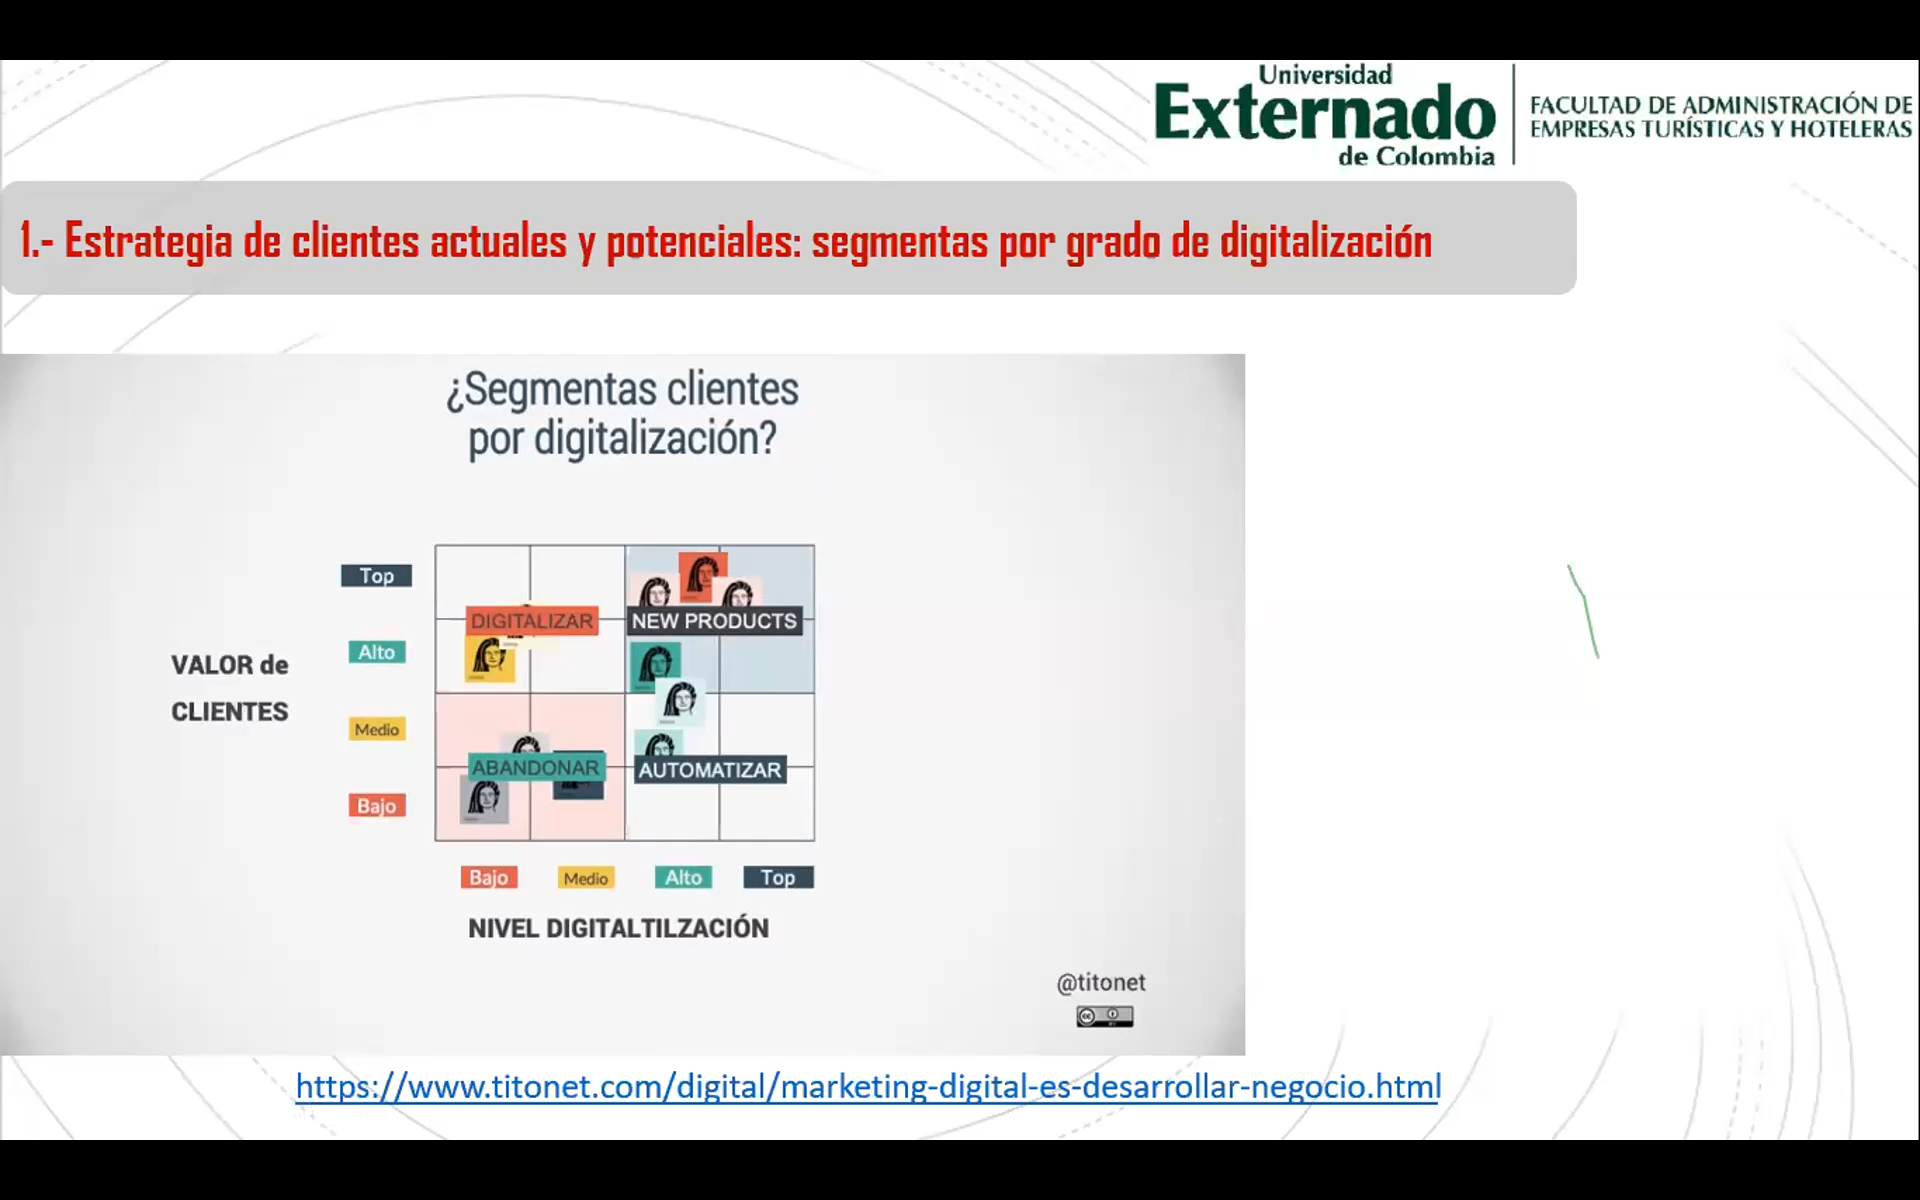 Universidad
Externado
de Colombia
FACULTAD DE ADMINISTRACIÓN DE
EMPRESAS TURÍSTICAS Y HOTELERAS
1.- Estrategia de clientes actuales y potenciales: segmentas por grado de digitalización
¿Segmentas clientes
por digitalización?
Top
DIGITALIZAR
NEW PRODUCTS
Alto
VALOR de
CLIENTES
Medio
ABANDONAR
AUTOMATIZAR
Bajo
Bajo
Medio
Alto
Top
NIVEL DIGITALTILZACIÓN
@titonet
https://www.titonet.com/digital/marketing-digital-es-desarrollar-negocio.html